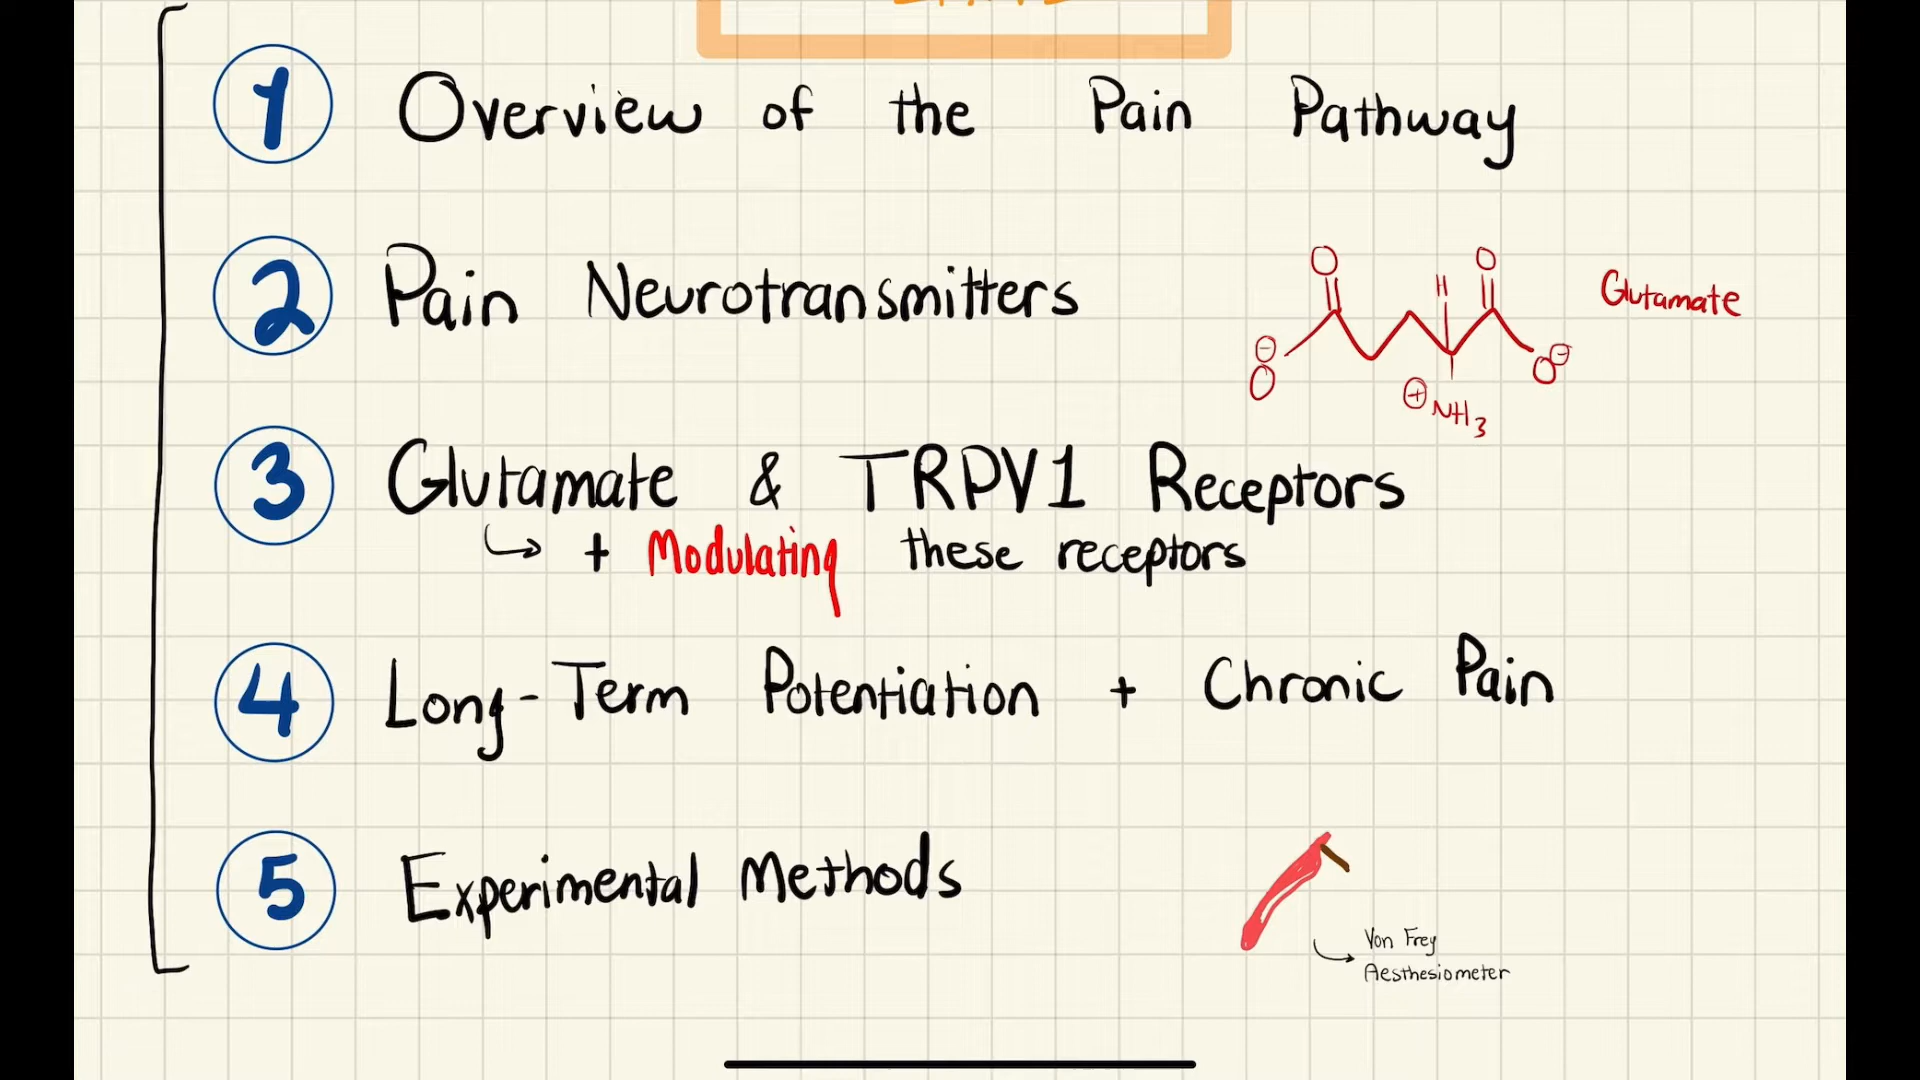 1 Overview of the Pain Pathway
2 Pain Neurotransmitters
O O H Glutamate
⊖ O O ⊖
⊕ NH3
3 Glutamate & TRPV1 Receptors
↳ + Modulating these receptors
4 Long-Term Potentiation + Chronic Pain
5 Experimental Methods
Von Frey
Aesthesiometer